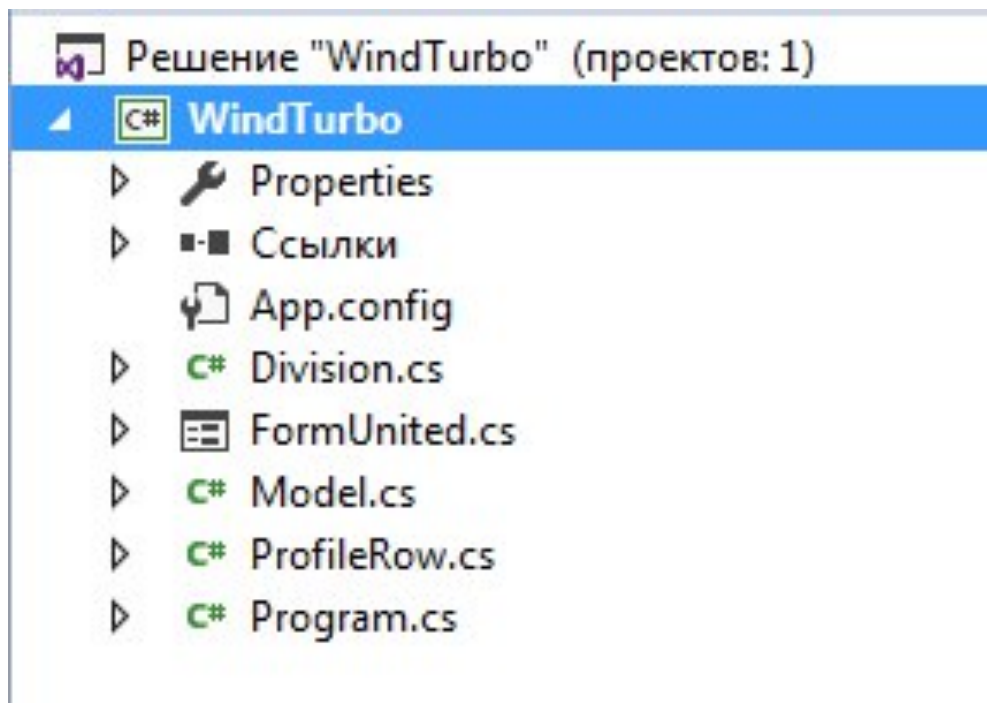 Решение "WindTurbo" (проектов: 1)
C# WindTurbo
Properties
Ссылки
App.config
C# Division.cs
FormUnited.cs
C# Model.cs
C# ProfileRow.cs
C# Program.cs